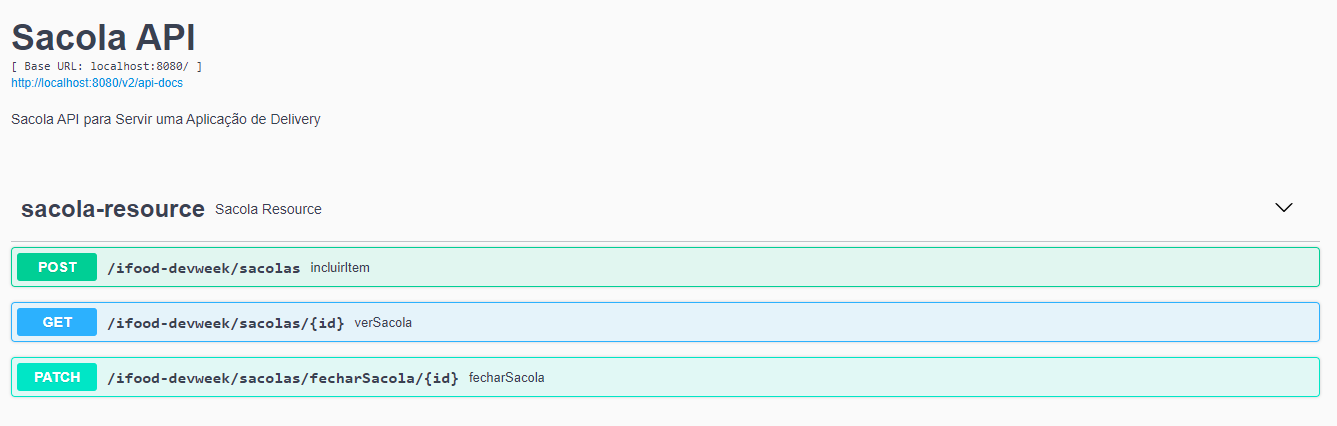 Sacola API
[ Base URL: localhost:8080/ ]
http://localhost:8080/v2/api-docs
Sacola API para Servir uma Aplicação de Delivery
sacola-resource Sacola Resource
POST /ifood-devweek/sacolas incluirItem
GET /ifood-devweek/sacolas/{id} verSacola
PATCH /ifood-devweek/sacolas/fecharSacola/{id} fecharSacola